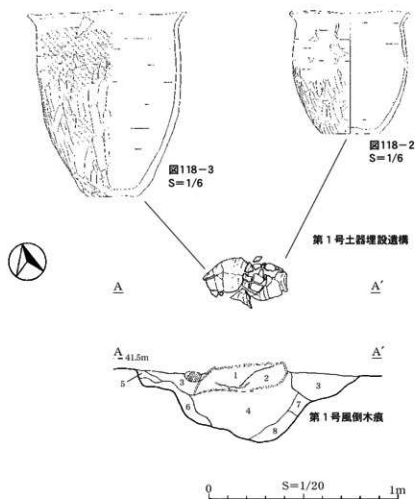 図118-3
S=1/6
図118-2
S=1/6
第1号土器埋設遺構
A A′
A 41.5m A′
1
2
3
3
4
5
6
7
8
第1号風倒木痕
S=1/20
0 1m